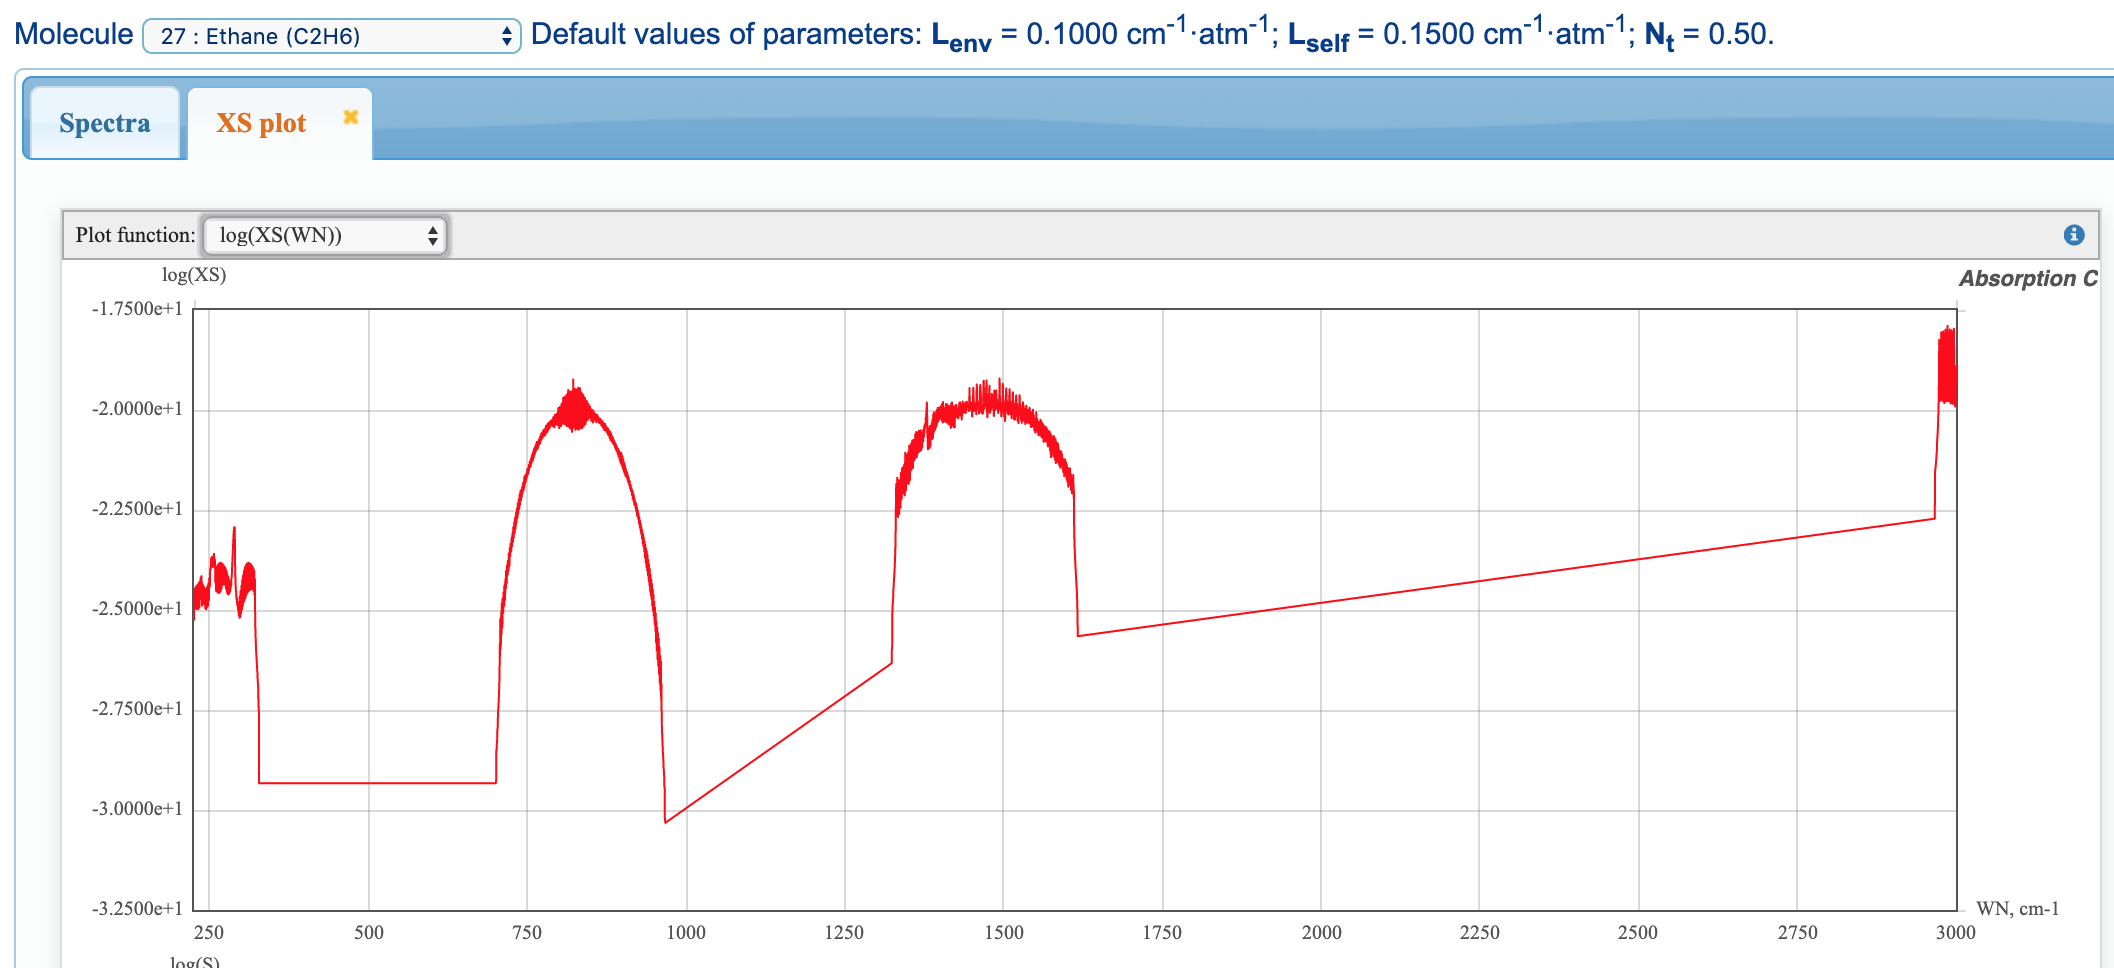 Molecule 27 : Ethane (C2H6) Default values of parameters: Lenv = 0.1000 cm-1·atm-1; Lself = 0.1500 cm-1·atm-1; Nt = 0.50.
Spectra XS plot
Plot function: log(XS(WN))
log(XS)
Absorption C
-1.7500e+1
-2.0000e+1
-2.2500e+1
-2.5000e+1
-2.7500e+1
-3.0000e+1
-3.2500e+1
WN, cm-1
250 500 750 1000 1250 1500 1750 2000 2250 2500 2750 3000
log(S)